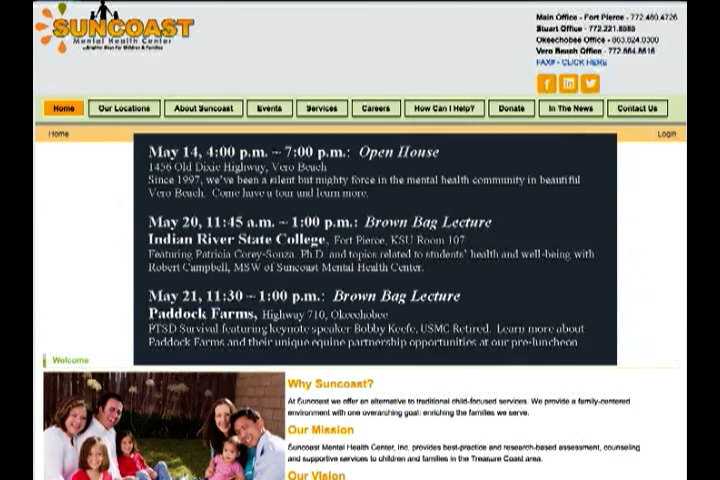 SUNCOAST
Mental Health Center
...Brighter Days For Children & Families
Main Office - Fort Pierce - 772.460.4726
Stuart Office - 772.221.8585
Okeechobee Office - 863.824.0300
Vero Beach Office - 772.564.8616
FAX# - CLICK HERE
Home
Our Locations
About Suncoast
Events
Services
Careers
How Can I Help?
Donate
In The News
Contact Us
Home
Login
May 14, 4:00 p.m. – 7:00 p.m.: Open House
1456 Old Dixie Highway, Vero Beach
Since 1997, we've been a silent but mighty force in the mental health community in beautiful
Vero Beach. Come have a tour and learn more.
May 20, 11:45 a.m. – 1:00 p.m.: Brown Bag Lecture
Indian River State College, Fort Pierce, KSU Room 107
Featuring Patricia Corey-Souza, Ph.D. and topics related to students' health and well-being with
Robert Campbell, MSW of Suncoast Mental Health Center.
May 21, 11:30 – 1:00 p.m.: Brown Bag Lecture
Paddock Farms, Highway 710, Okeechobee
PTSD Survival featuring keynote speaker Bobby Keefe, USMC Retired. Learn more about
Paddock Farms and their unique equine partnership opportunities at our pre-luncheon
Welcome
Why Suncoast?
At Suncoast we offer an alternative to traditional child-focused services. We provide a family-centered
environment with one overarching goal: enriching the families we serve.
Our Mission
Suncoast Mental Health Center, Inc. provides best-practice and research-based assessment, counseling
and supportive services to children and families in the Treasure Coast area.
Our Vision